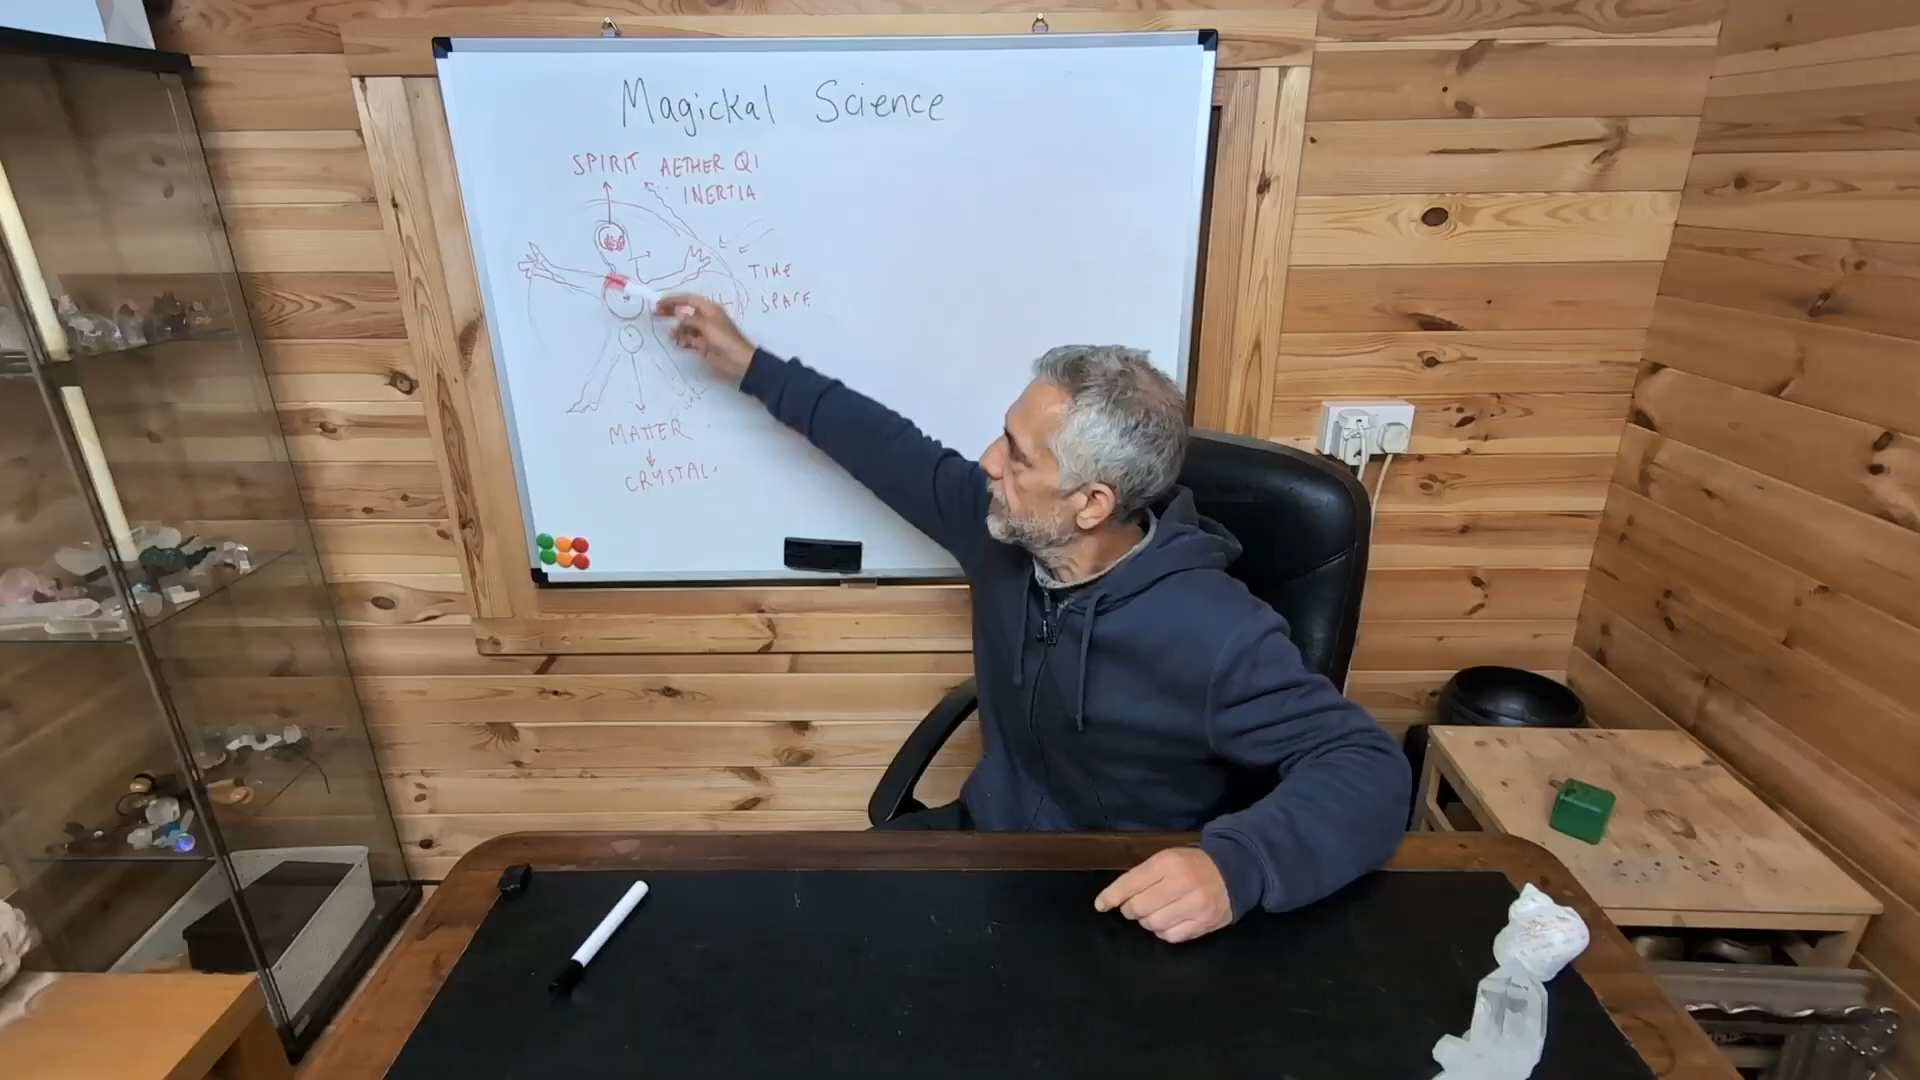 Magickal Science
SPIRIT AETHER QI
INERTIA
TIME
SPACE
MATTER
CRYSTAL